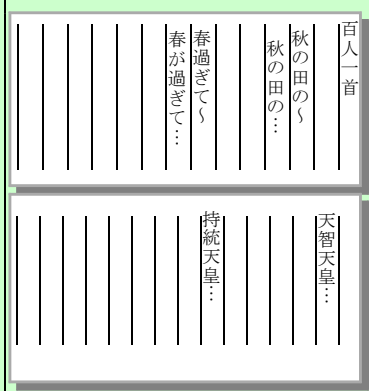 百人一首
秋の田の～
秋の田の…
春過ぎて～
春が過ぎて…
天智天皇…
持統天皇…